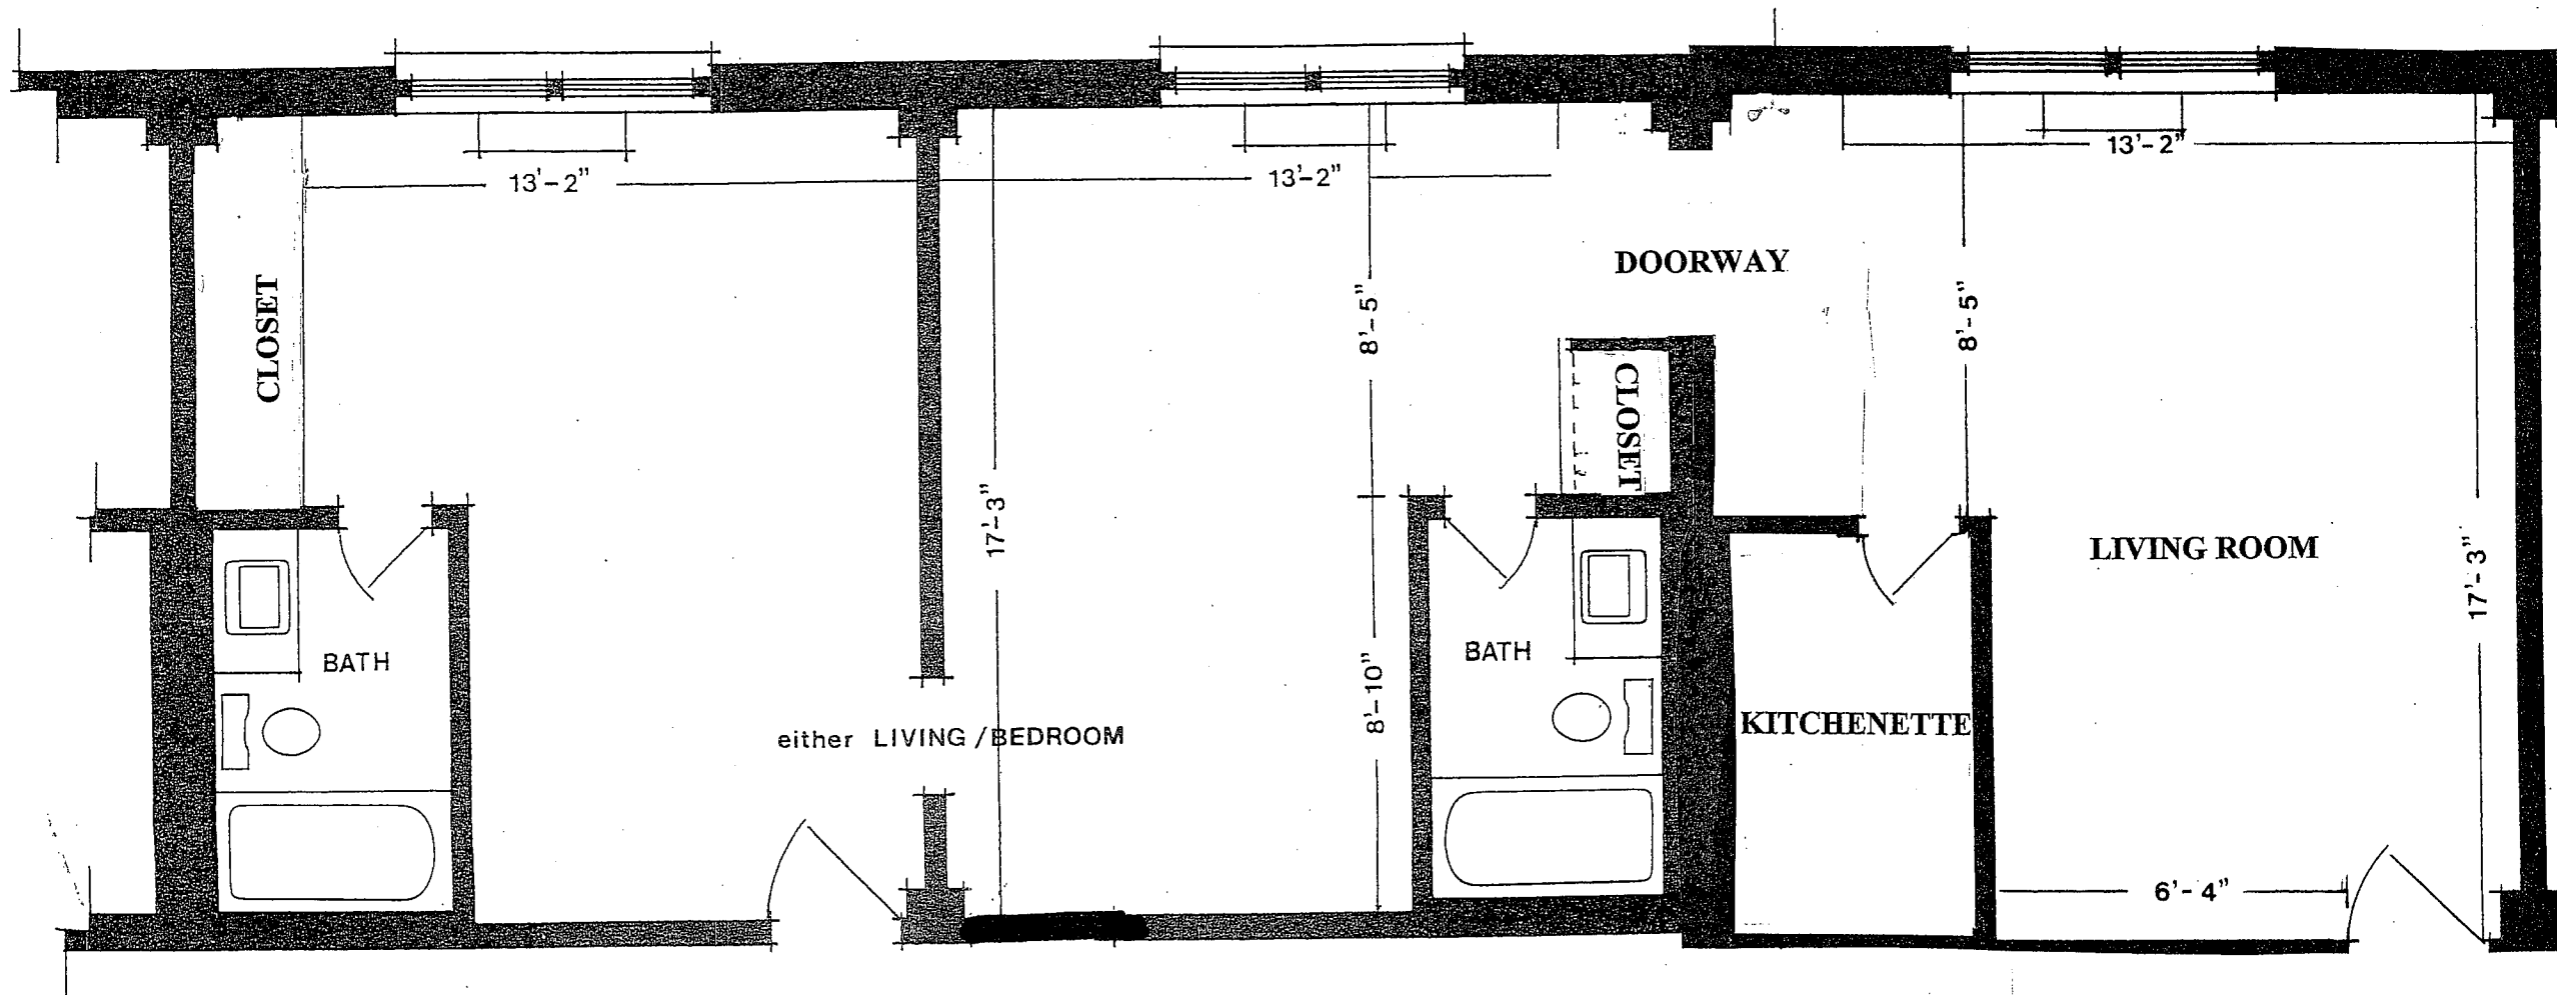 13'-2"
13'-2"
13'-2"
DOORWAY
CLOSET
8'-5"
8'-5"
CLOSET
17'-3"
LIVING ROOM
17'-3"
BATH
BATH
8'-10"
KITCHENETTE
either LIVING/BEDROOM
6'-4"